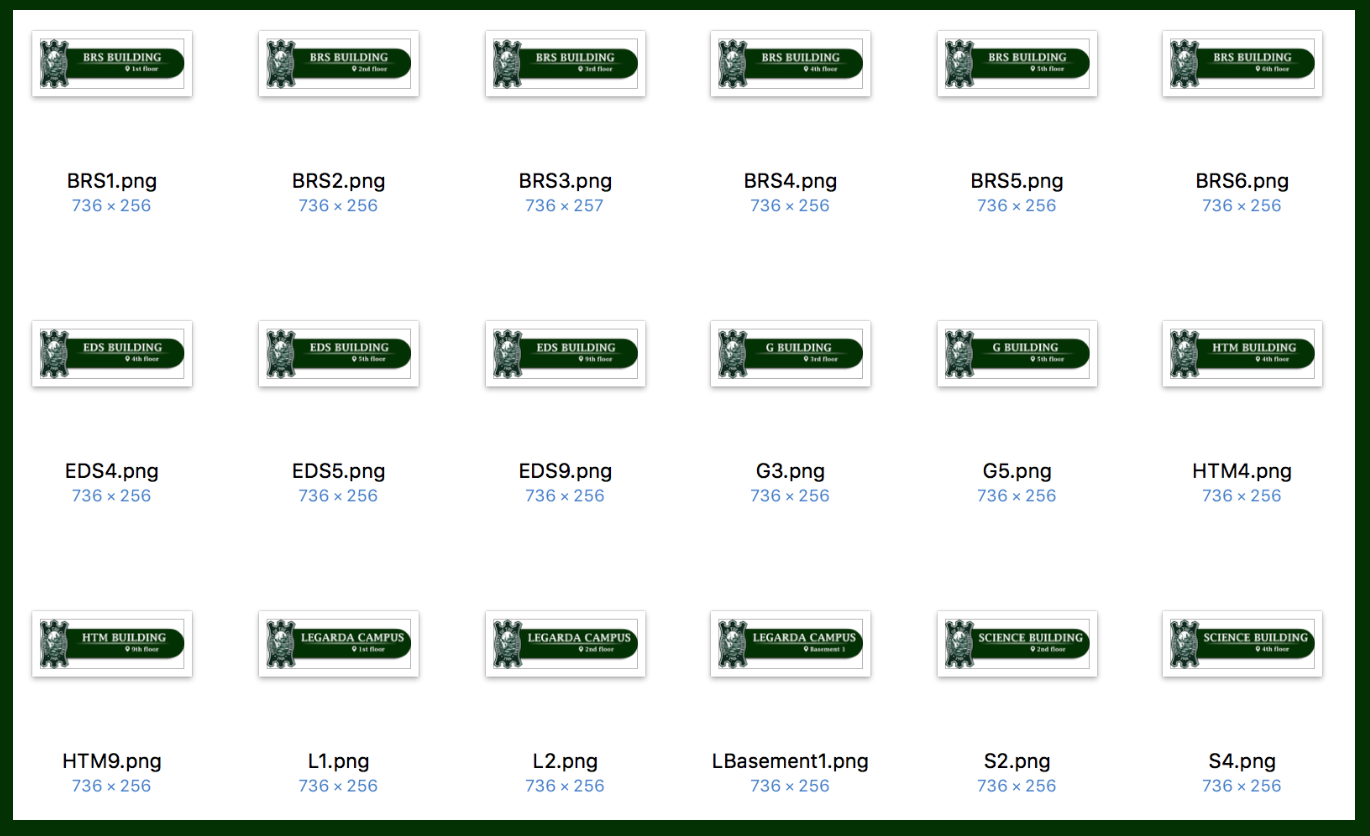 BRS BUILDING
1st floor
BRS BUILDING
2nd floor
BRS BUILDING
3rd floor
BRS BUILDING
4th floor
BRS BUILDING
5th floor
BRS BUILDING
6th floor
BRS1.png
BRS2.png
BRS3.png
BRS4.png
BRS5.png
BRS6.png
736 × 256
736 × 256
736 × 257
736 × 256
736 × 256
736 × 256
EDS BUILDING
4th floor
EDS BUILDING
5th floor
EDS BUILDING
9th floor
G BUILDING
3rd floor
G BUILDING
5th floor
HTM BUILDING
4th floor
EDS4.png
EDS5.png
EDS9.png
G3.png
G5.png
HTM4.png
736 × 256
736 × 256
736 × 256
736 × 256
736 × 256
736 × 256
HTM BUILDING
9th floor
LEGARDA CAMPUS
1st floor
LEGARDA CAMPUS
2nd floor
LEGARDA CAMPUS
Basement 1
SCIENCE BUILDING
2nd floor
SCIENCE BUILDING
4th floor
HTM9.png
L1.png
L2.png
LBasement1.png
S2.png
S4.png
736 × 256
736 × 256
736 × 256
736 × 256
736 × 256
736 × 256